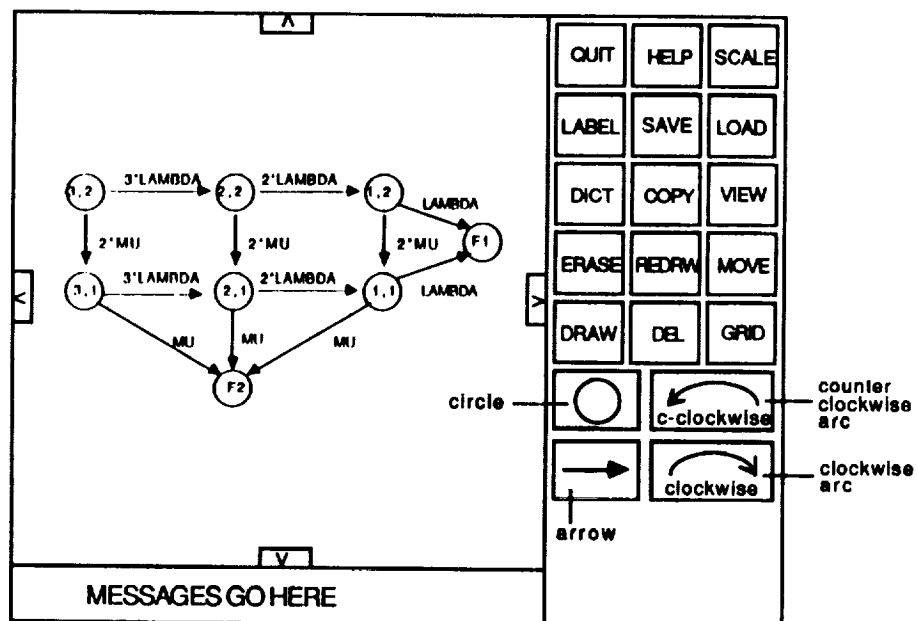 ^
QUIT HELP SCALE
LABEL SAVE LOAD
DICT COPY VIEW
ERASE REDRW MOVE
DRAW DEL GRID
3,2 3*LAMBDA 2,2 2*LAMBDA 1,2
LAMBDA
F1
2*MU 2*MU 2*MU
3,1 3*LAMBDA 2,1 2*LAMBDA 1,1 LAMBDA
< >
MU MU MU
F2
circle
c-clockwise
counter
clockwise
arc
clockwise
clockwise
arc
arrow
V
MESSAGES GO HERE